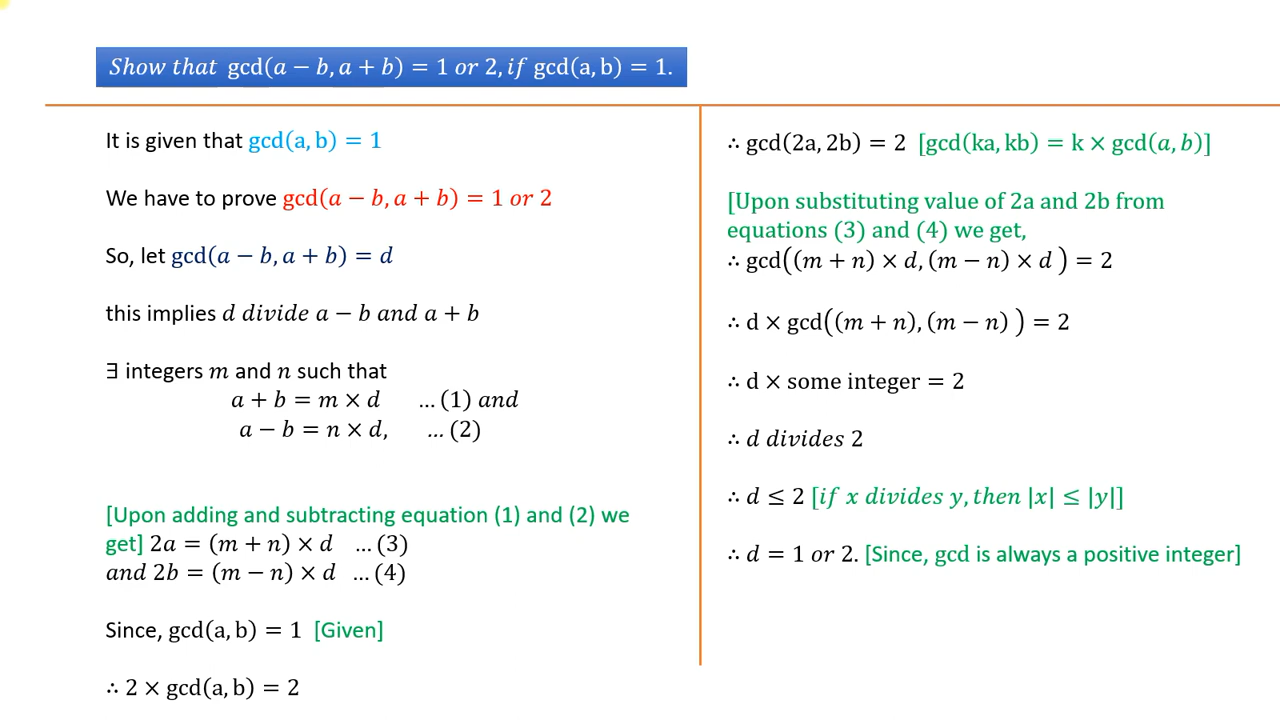 Show that gcd(a − b, a + b) = 1 or 2, if gcd(a, b) = 1.
It is given that gcd(a, b) = 1
We have to prove gcd(a − b, a + b) = 1 or 2
So, let gcd(a − b, a + b) = d
this implies d divide a − b and a + b
∃ integers m and n such that
a + b = m × d … (1) and
a − b = n × d, … (2)
[Upon adding and subtracting equation (1) and (2) we
get] 2a = (m + n) × d … (3)
and 2b = (m − n) × d … (4)
Since, gcd(a, b) = 1 [Given]
∴ 2 × gcd(a, b) = 2
∴ gcd(2a, 2b) = 2 [gcd(ka, kb) = k × gcd(a, b)]
[Upon substituting value of 2a and 2b from
equations (3) and (4) we get,
∴ gcd((m + n) × d, (m − n) × d ) = 2
∴ d × gcd((m + n), (m − n) ) = 2
∴ d × some integer = 2
∴ d divides 2
∴ d ≤ 2 [if x divides y, then |x| ≤ |y|]
∴ d = 1 or 2. [Since, gcd is always a positive integer]